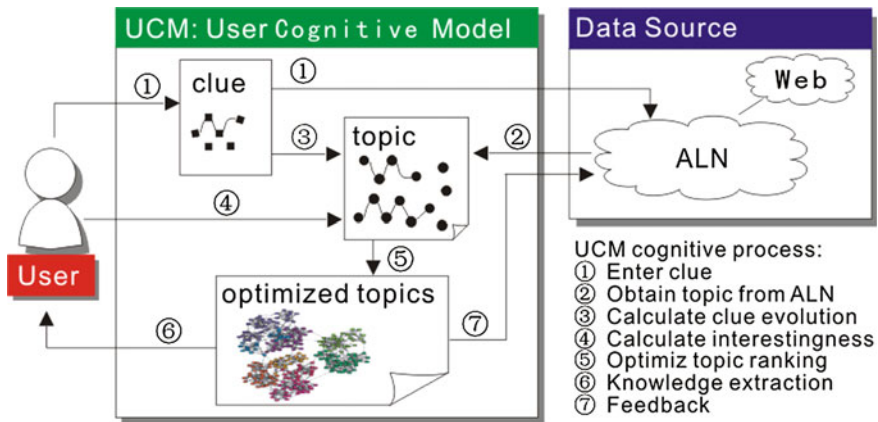 UCM: User Cognitive Model
Data Source
①
clue
①
Web
③
topic
②
ALN
④
User
⑤
optimized topics
⑥
⑦
UCM cognitive process:
① Enter clue
② Obtain topic from ALN
③ Calculate clue evolution
④ Calculate interestingness
⑤ Optimiz topic ranking
⑥ Knowledge extraction
⑦ Feedback